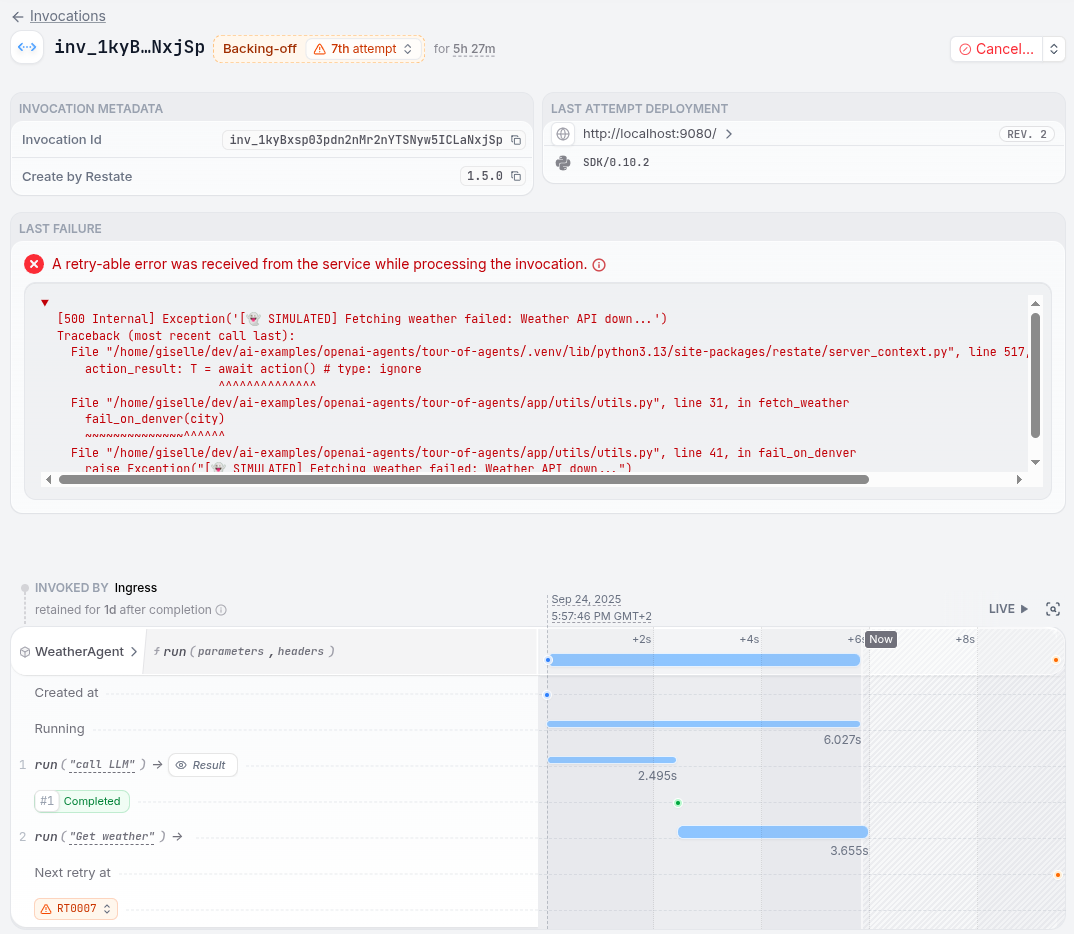 Invocations
inv_1kyB…NxjSp Backing-off 7th attempt for 5h 27m Cancel…
INVOCATION METADATA
Invocation Id inv_1kyBxsp03pdn2nMr2nYTSNyw5ICLaNxjSp
Create by Restate 1.5.0
LAST ATTEMPT DEPLOYMENT
http://localhost:9080/ REV. 2
SDK/0.10.2
LAST FAILURE
A retry-able error was received from the service while processing the invocation.
[500 Internal] Exception('[👻 SIMULATED] Fetching weather failed: Weather API down...')
Traceback (most recent call last):
File "/home/giselle/dev/ai-examples/openai-agents/tour-of-agents/.venv/lib/python3.13/site-packages/restate/server_context.py", line 517,
action_result: T = await action() # type: ignore
^^^^^^^^^^^^^^
File "/home/giselle/dev/ai-examples/openai-agents/tour-of-agents/app/utils/utils.py", line 31, in fetch_weather
fail_on_denver(city)
~~~~~~~~~~~~~~^^^^^^
File "/home/giselle/dev/ai-examples/openai-agents/tour-of-agents/app/utils/utils.py", line 41, in fail_on_denver
raise Exception("[👻 SIMULATED] Fetching weather failed: Weather API down...")
INVOKED BY Ingress
retained for 1d after completion
Sep 24, 2025
5:57:46 PM GMT+2
LIVE
WeatherAgent run (parameters , headers )
+2s +4s +6s Now +8s
Created at
Running
6.027s
1 run ("call LLM" ) → Result
2.495s
#1 Completed
2 run ("Get weather" ) →
3.655s
Next retry at
RT0007